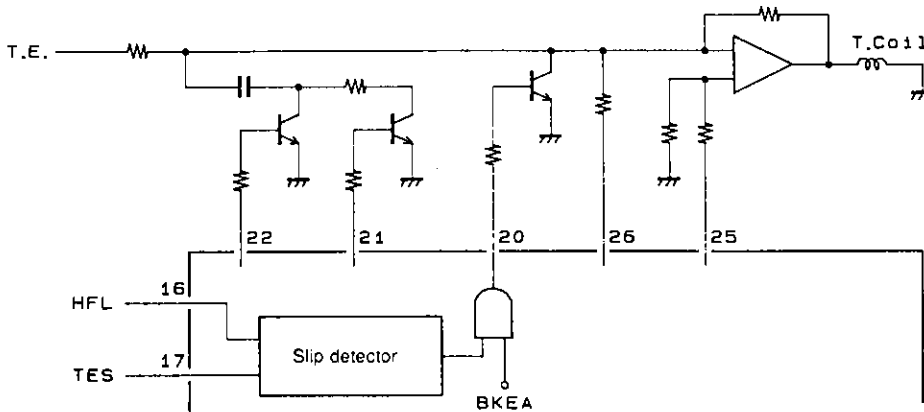 T.E.
T.Coil
22
21
20
26
25
16
HFL
Slip detector
17
TES
BKEA